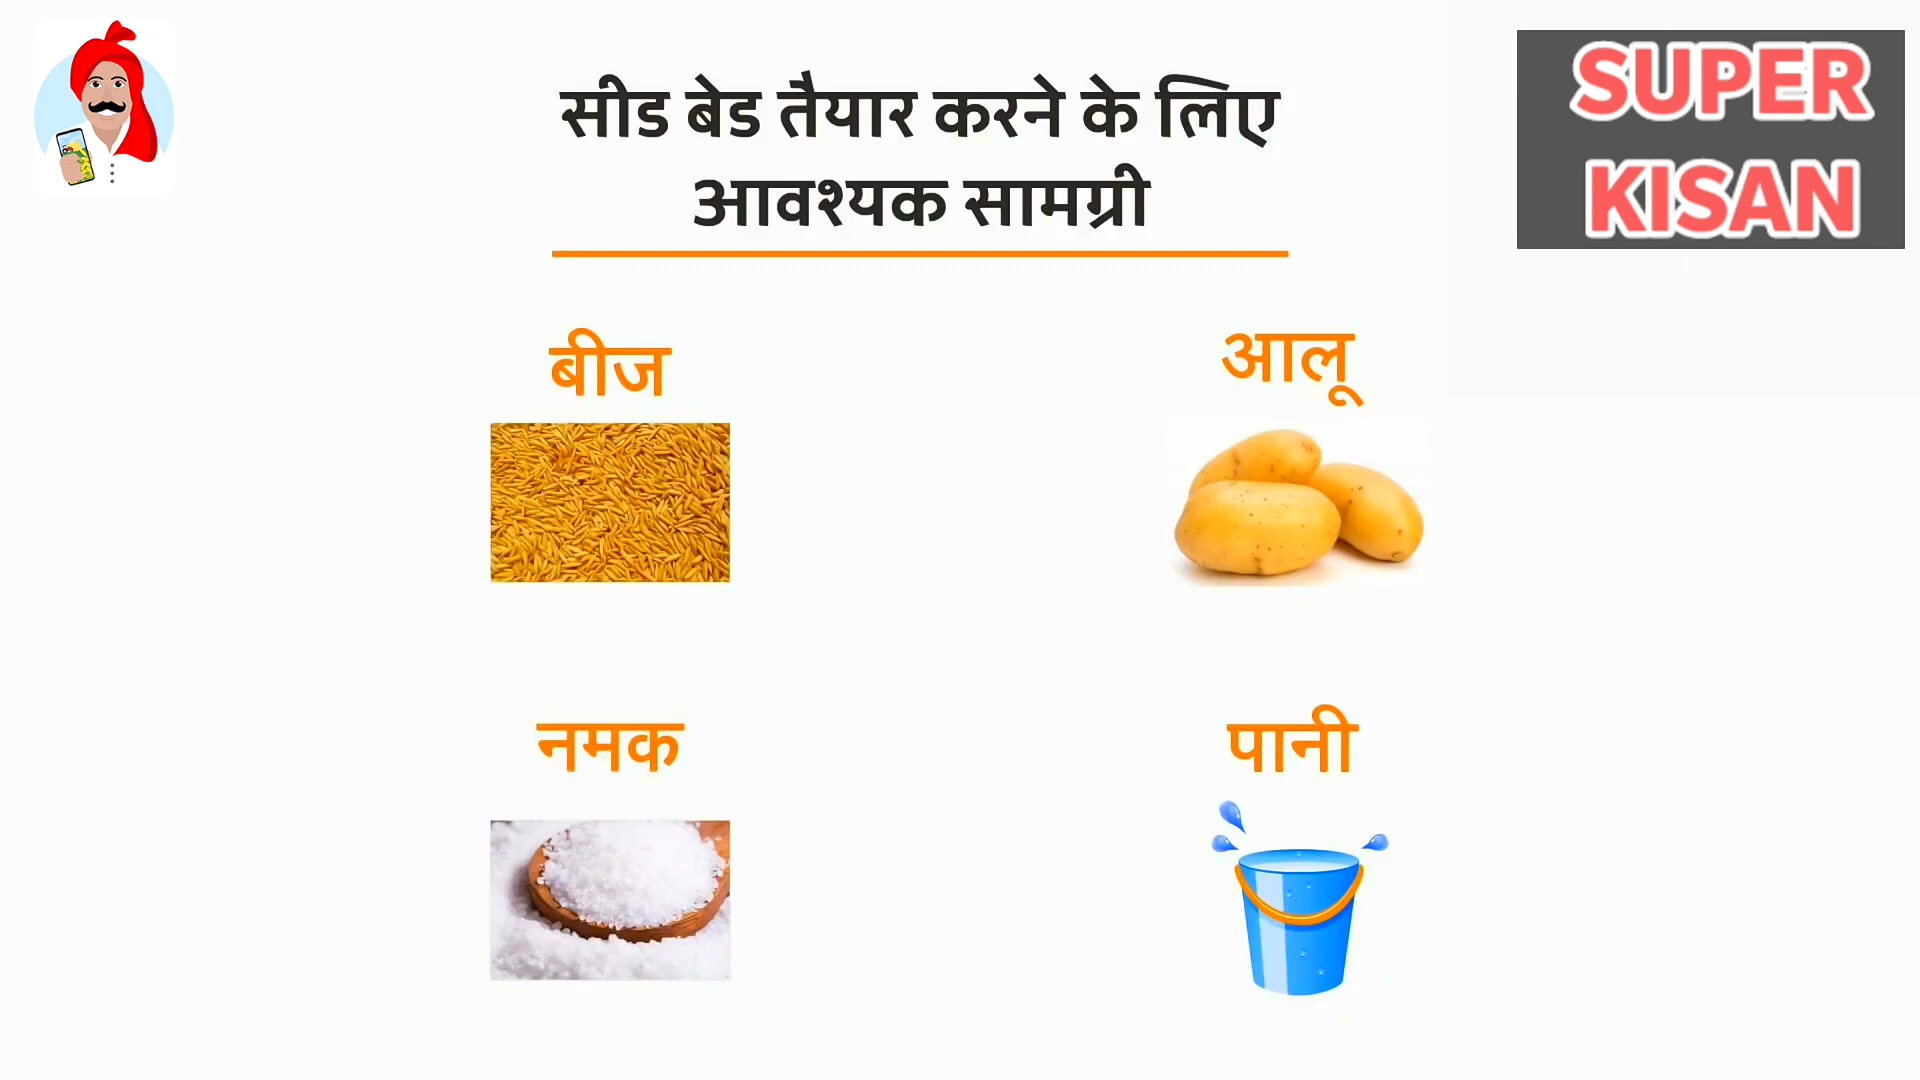 सीड बेड तैयार करने के लिए
आवश्यक सामग्री
SUPER
KISAN
बीज
आलू
नमक
पानी